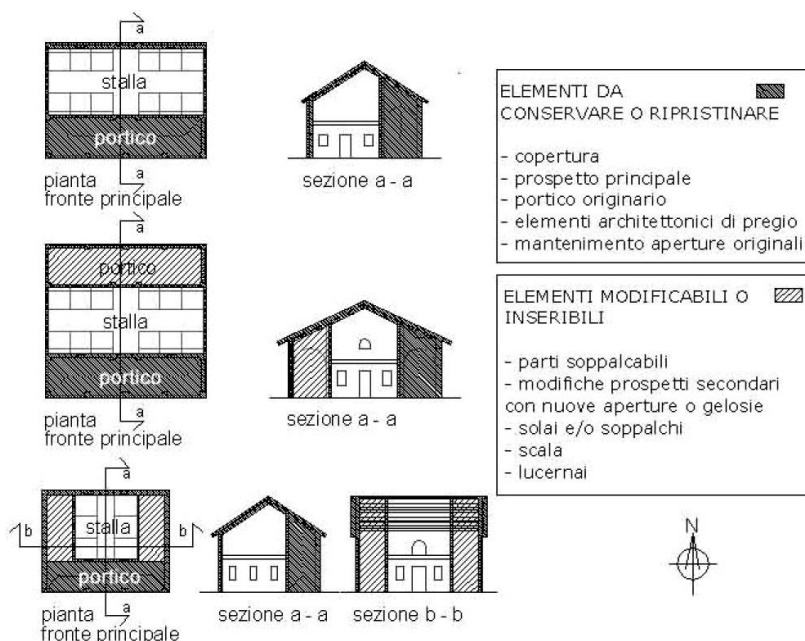 a
stalla
portico
a
pianta
fronte principale
sezione a - a
a
portico
stalla
portico
a
pianta
fronte principale
sezione a - a
a
b
stalla
b
portico
a
pianta
fronte principale
sezione a - a
sezione b - b
ELEMENTI DA
CONSERVARE O RIPRISTINARE
- copertura
- prospetto principale
- portico originario
- elementi architettonici di pregio
- mantenimento aperture originali
ELEMENTI MODIFICABILI O
INSERIBILI
- parti soppalcabili
- modifiche prospetti secondari
con nuove aperture o gelosie
- solai e/o soppalchi
- scala
- lucernai
N